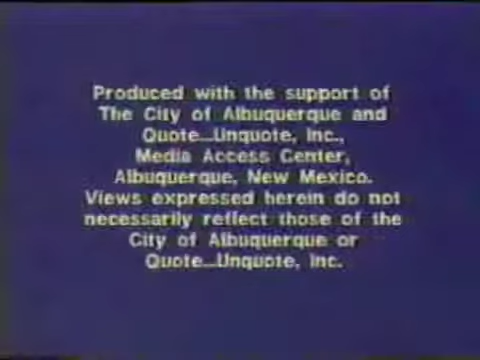 Produced with the support of
The City of Albuquerque and
Quote...Unquote, Inc.,
Media Access Center,
Albuquerque, New Mexico.
Views expressed herein do not
necessarily reflect those of the
City of Albuquerque or
Quote...Unquote, Inc.